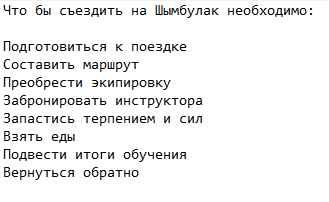 Что бы съездить на Шымбулак необходимо:
Подготовиться к поездке
Составить маршрут
Преобрести экипировку
Забронировать инструктора
Запастись терпением и сил
Взять еды
Подвести итоги обучения
Вернуться обратно